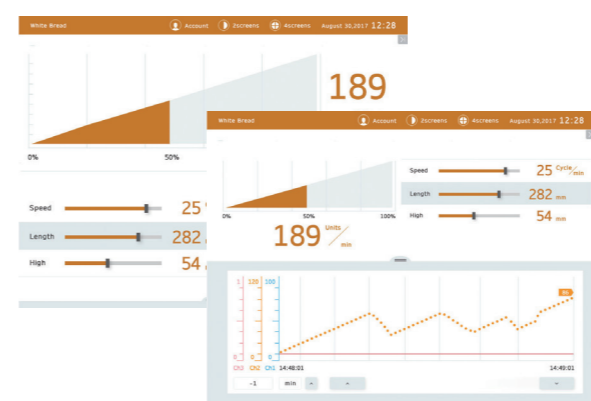 White Bread Account 2screens 4screens August 30,2017 12:28
189
0% 50%
Speed 25
Length 282
High 54
White Bread Account 2screens 4screens August 30,2017 12:28
Speed 25 Cycle/min
Length 282 mm
High 54 mm
0% 50% 100%
189 Units/min
1 120 100
96
0 0 0
Ch3 Ch2 Ch1 14:48:01 14:49:01
-1 min